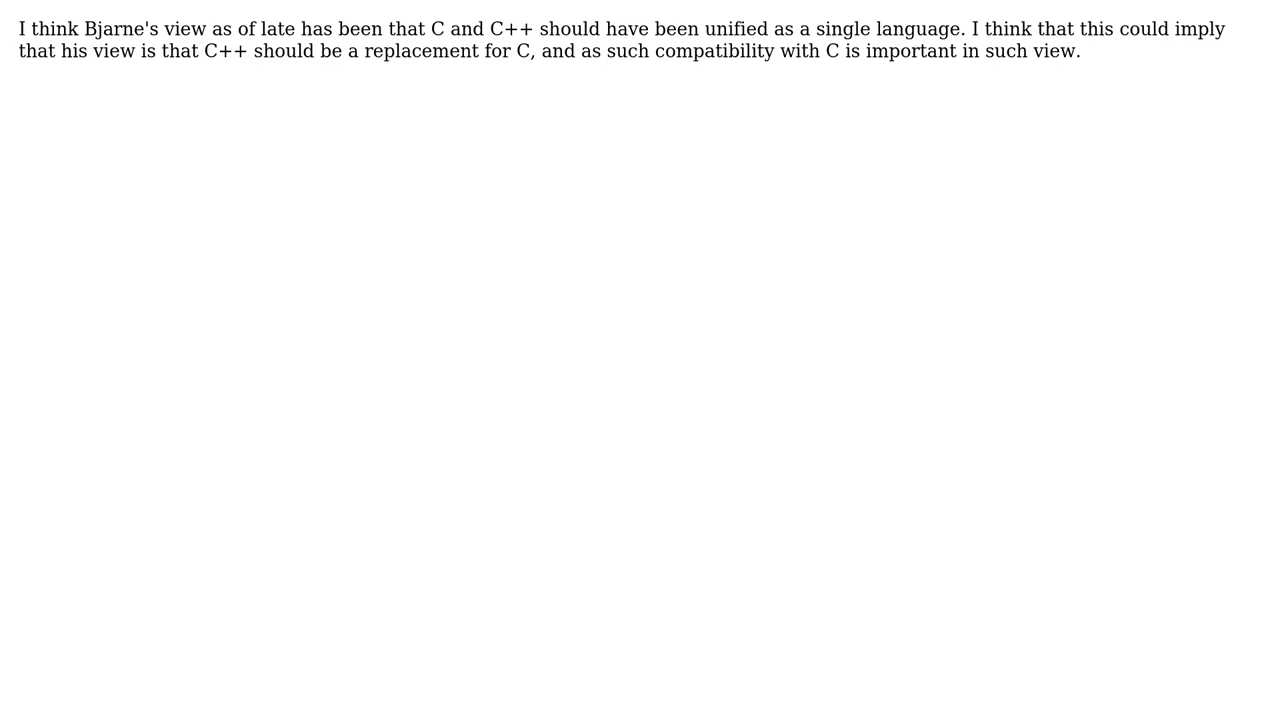 I think Bjarne's view as of late has been that C and C++ should have been unified as a single language. I think that this could imply
that his view is that C++ should be a replacement for C, and as such compatibility with C is important in such view.